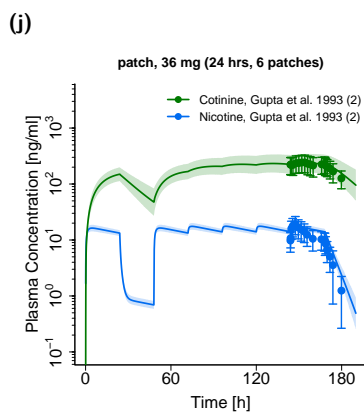 (j)
patch, 36 mg (24 hrs, 6 patches)
Cotinine, Gupta et al. 1993 (2)
Nicotine, Gupta et al. 1993 (2)
Plasma Concentration [ng/ml]
10³
10²
10¹
10⁰
10⁻¹
0 60 120 180
Time [h]